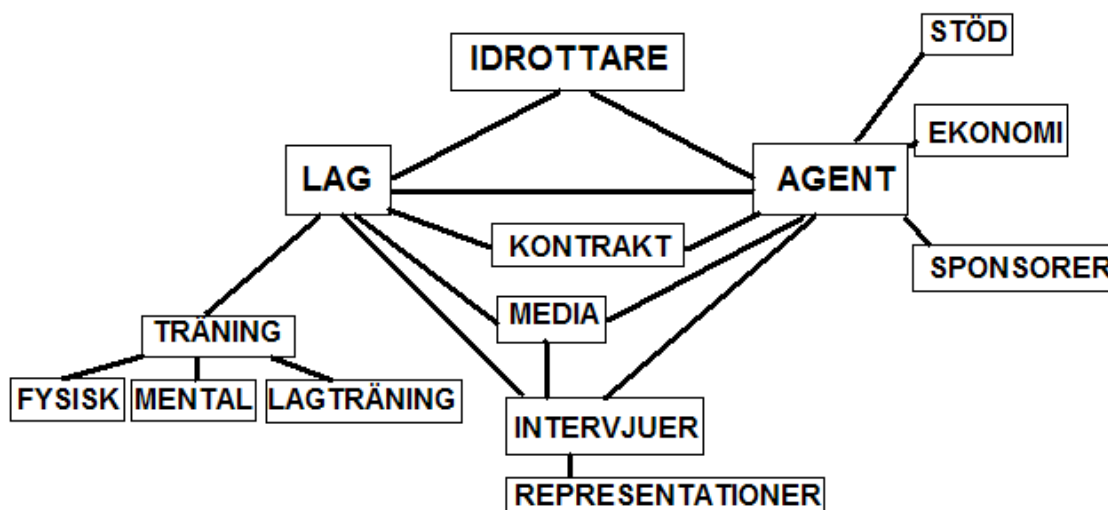 STÖD
IDROTTARE
EKONOMI
LAG
AGENT
KONTRAKT
SPONSORER
MEDIA
TRÄNING
FYSISK
MENTAL
LAGTRÄNING
INTERVJUER
REPRESENTATIONER